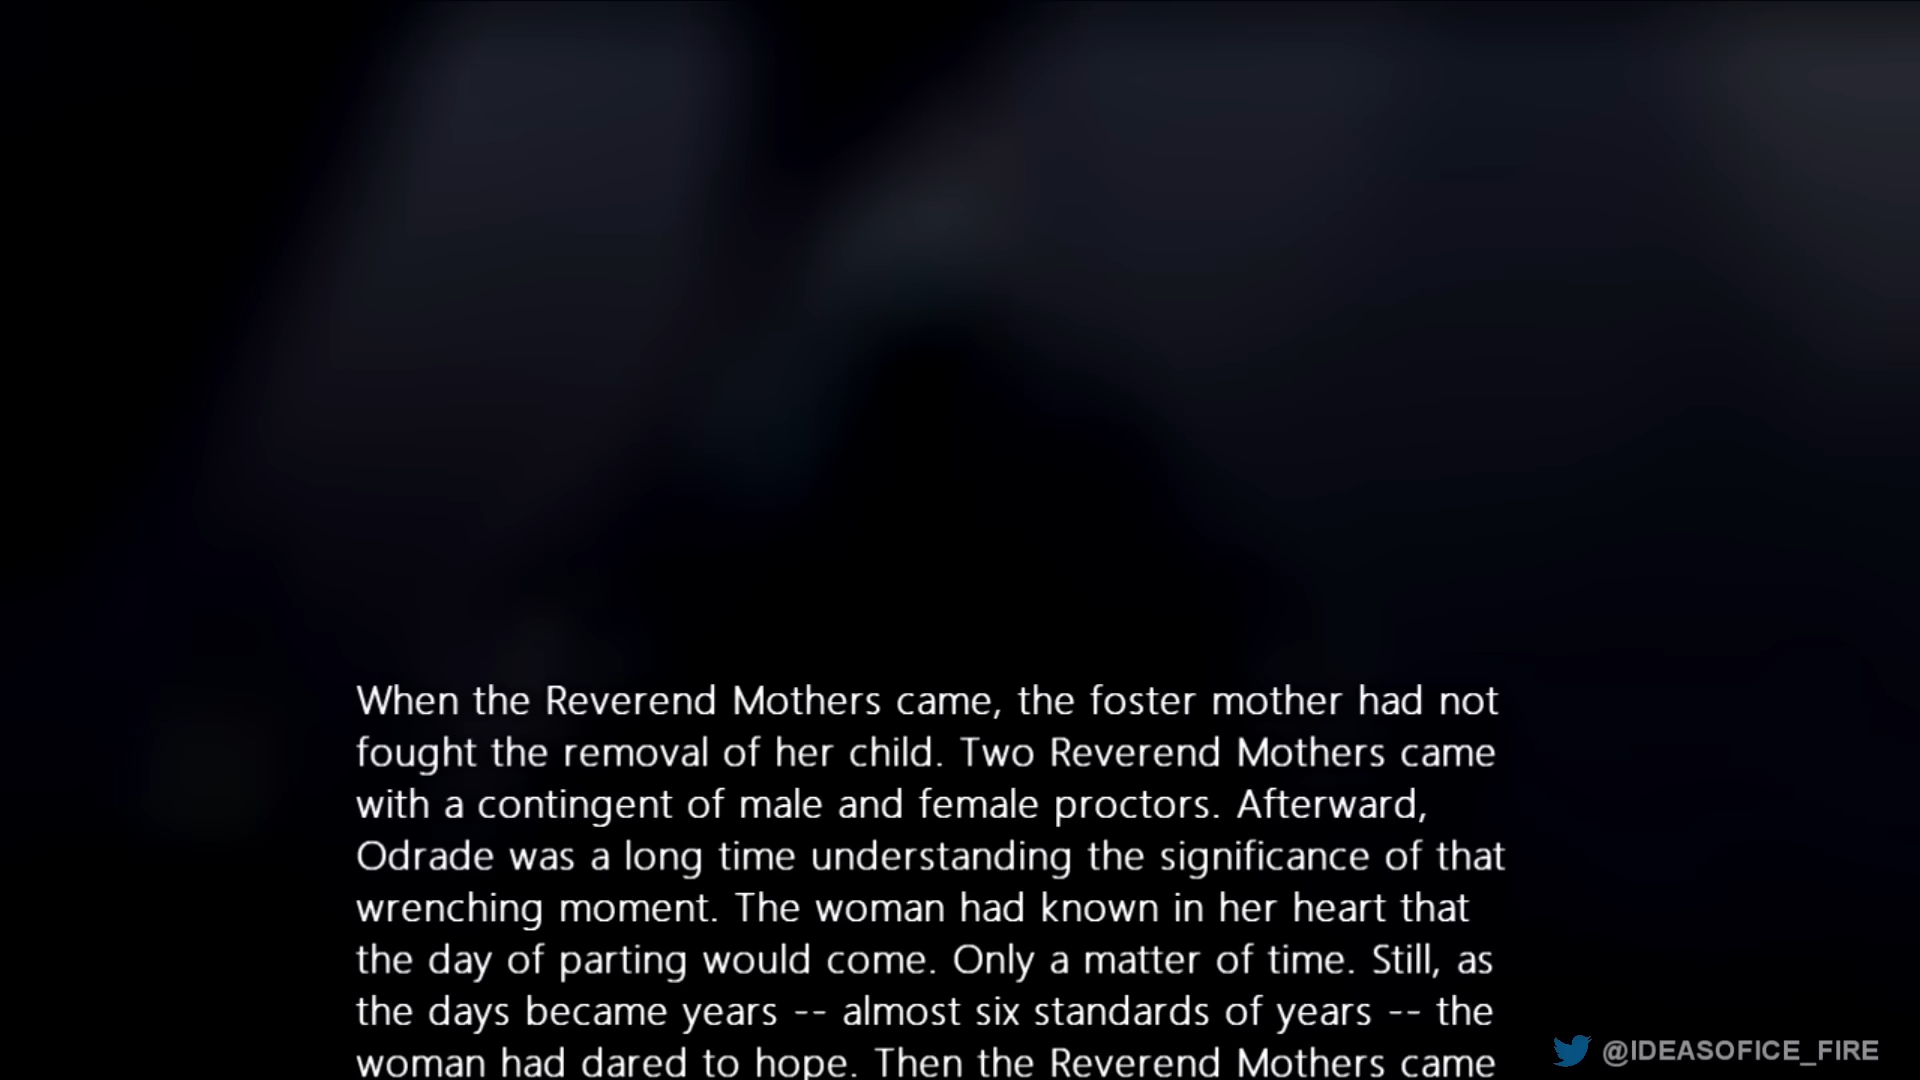 When the Reverend Mothers came, the foster mother had not
fought the removal of her child. Two Reverend Mothers came
with a contingent of male and female proctors. Afterward,
Odrade was a long time understanding the significance of that
wrenching moment. The woman had known in her heart that
the day of parting would come. Only a matter of time. Still, as
the days became years -- almost six standards of years -- the
woman had dared to hope. Then the Reverend Mothers came
@IDEASOFICE_FIRE